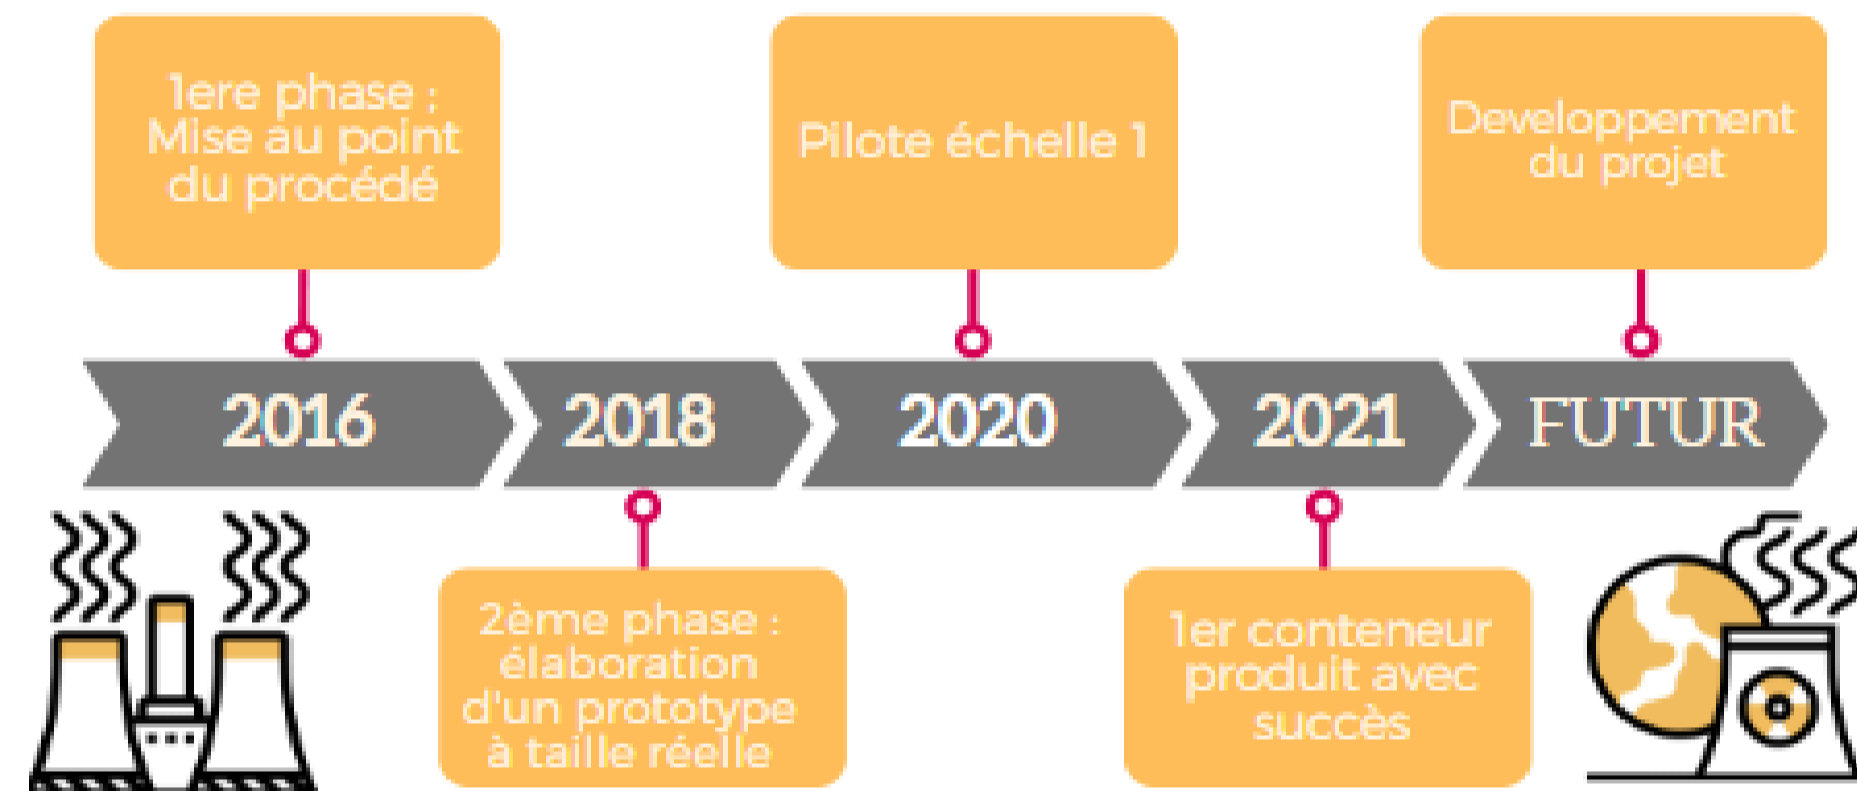 1ere phase :
Mise au point
du procédé
Pilote échelle 1
Developpement
du projet
2016
2018
2020
2021
FUTUR
2ème phase :
élaboration
d'un prototype
à taille réelle
1er conteneur
produit avec
succès